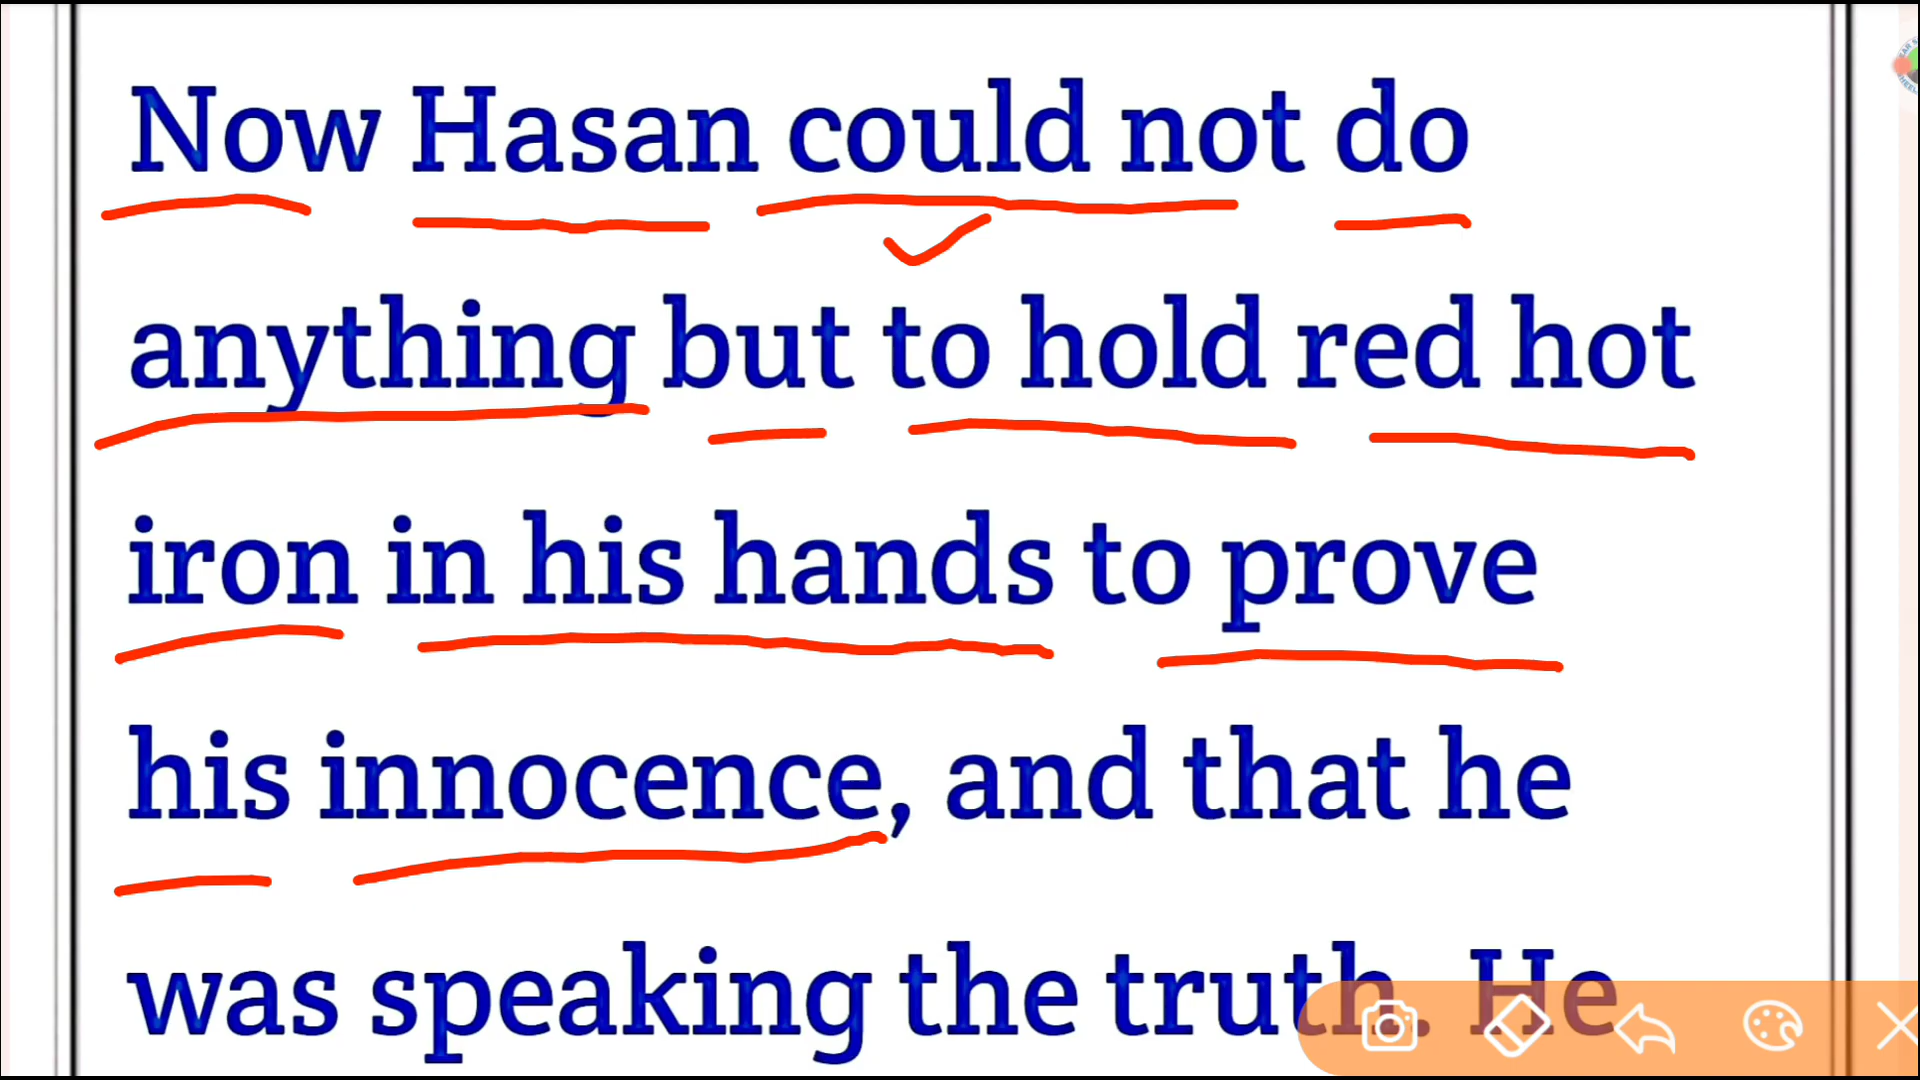 Now Hasan could not do
anything but to hold red hot
iron in his hands to prove
his innocence, and that he
was speaking the truth. He